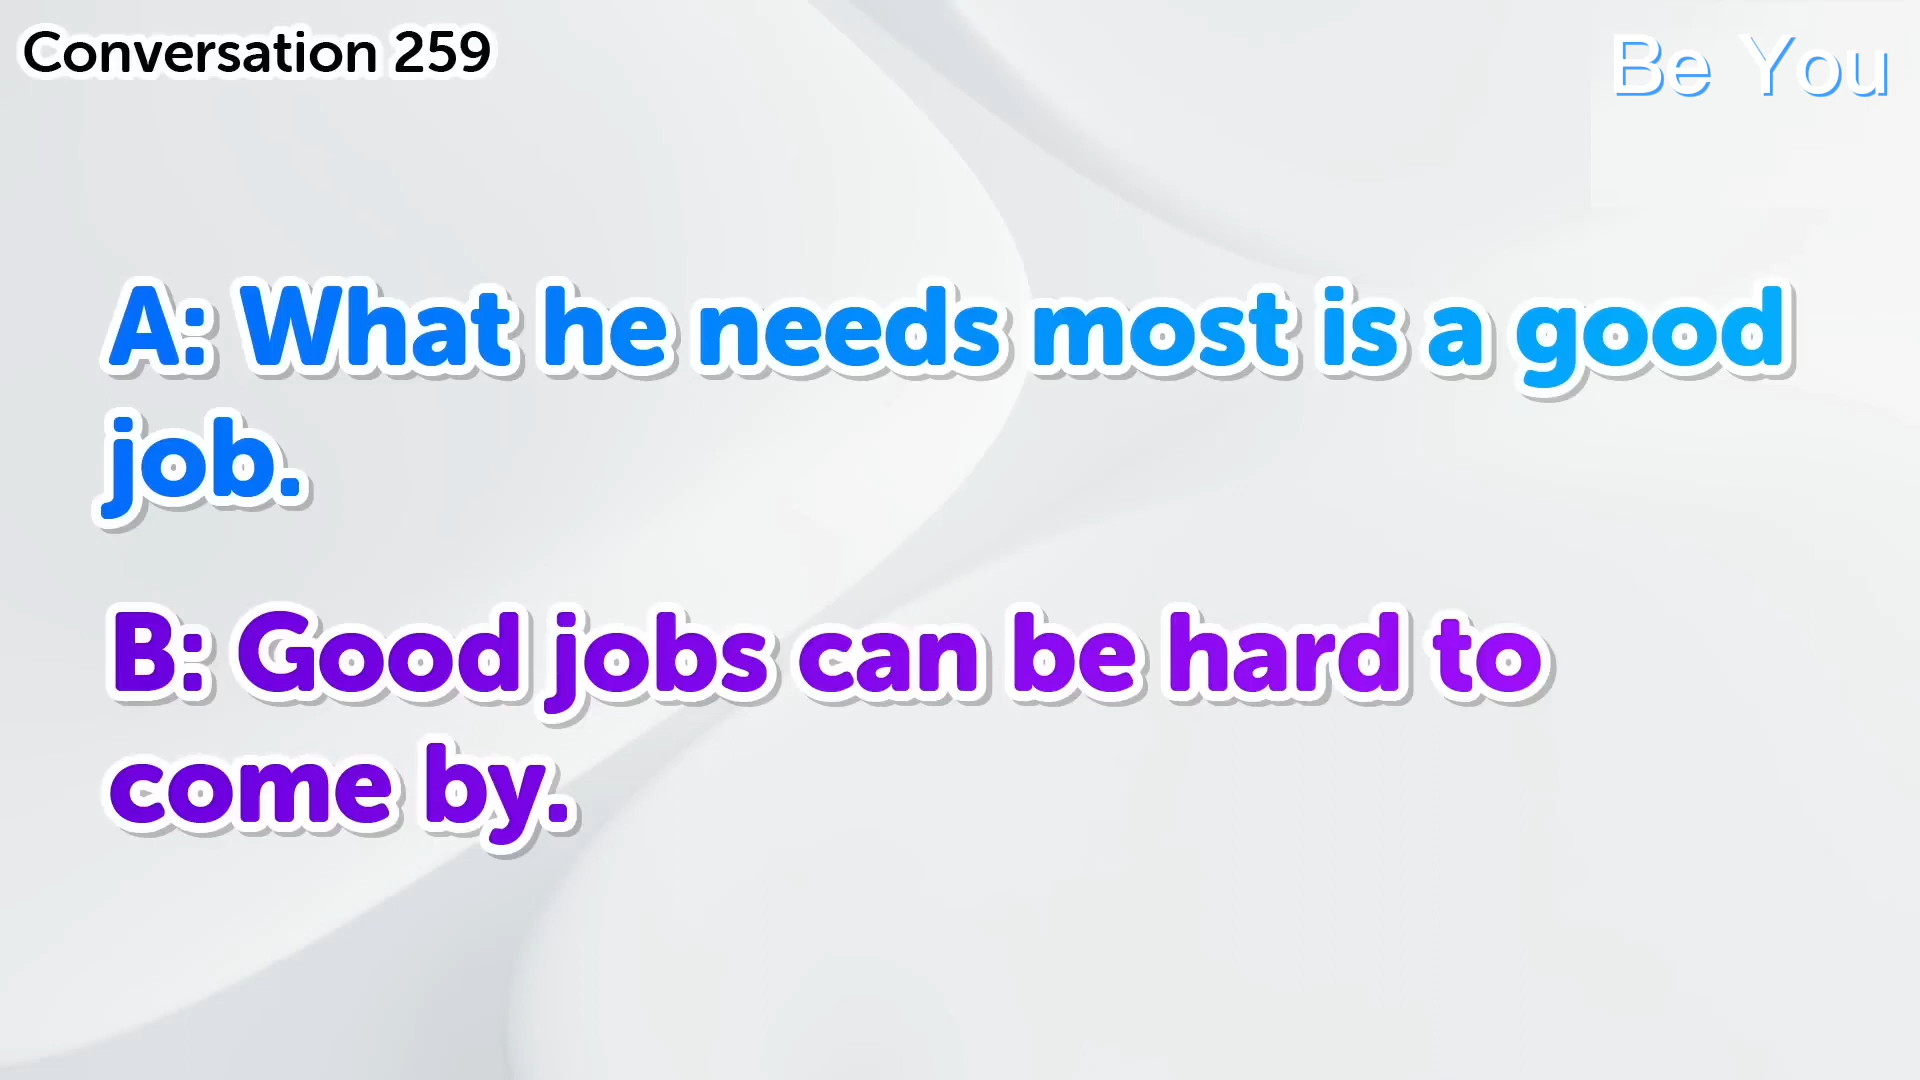 Conversation 259
Be You
A: What he needs most is a good
job.
B: Good jobs can be hard to
come by.